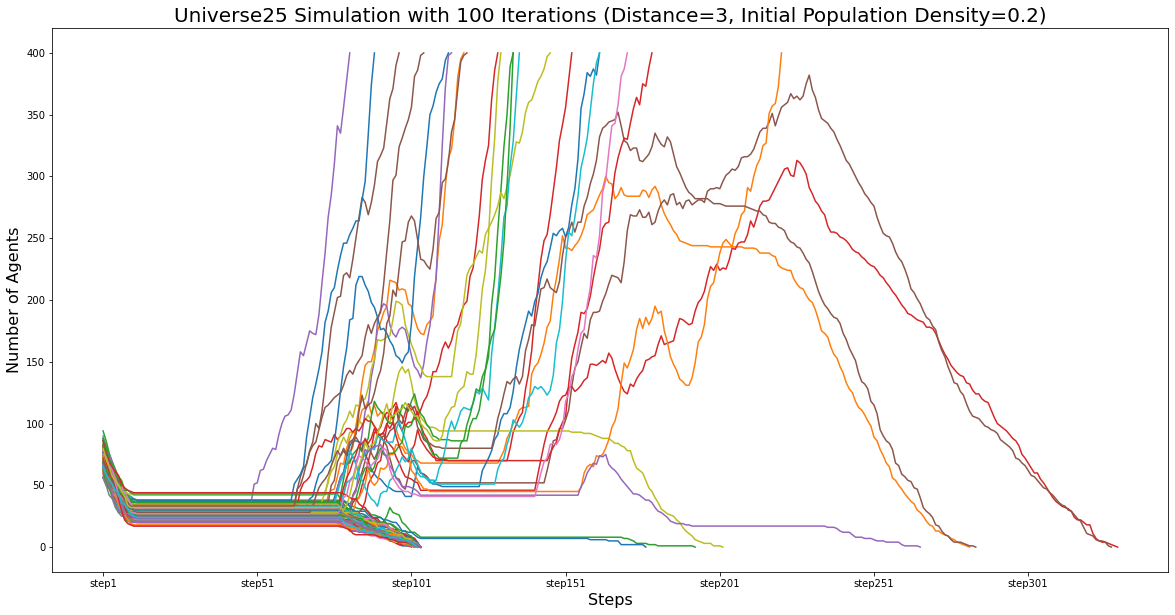 Universe25 Simulation with 100 Iterations (Distance=3, Initial Population Density=0.2)
Number of Agents
400
350
300
250
200
150
100
50
0
step1 step51 step101 step151 step201 step251 step301
Steps